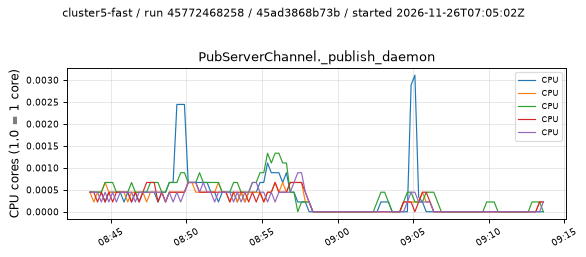 cluster5-fast / run 45772468258 / 45ad3868b73b / started 2026-11-26T07:05:02Z
PubServerChannel._publish_daemon
CPU cores (1.0 = 1 core)
0.0030
0.0025
0.0020
0.0015
0.0010
0.0005
0.0000
CPU
CPU
CPU
CPU
CPU
08:45
08:50
08:55
09:00
09:05
09:10
09:15